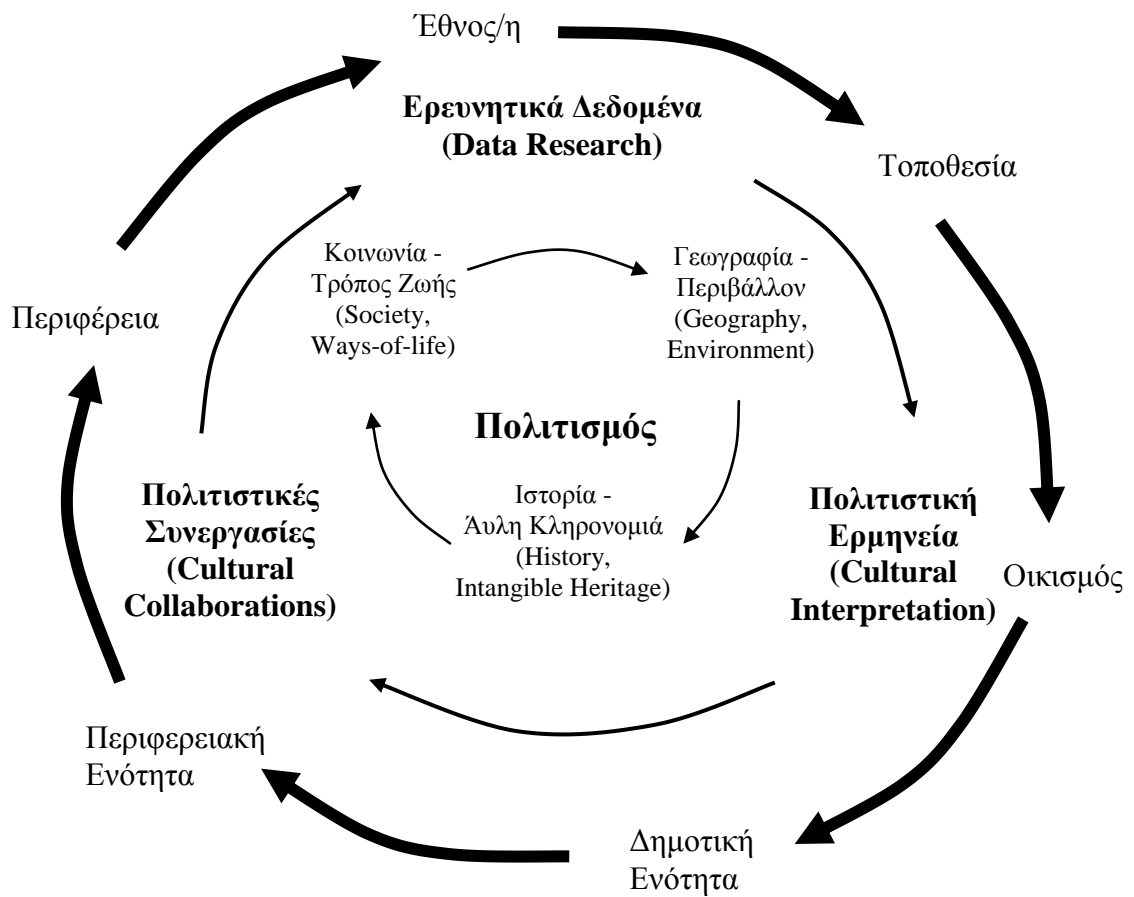 Έθνος/η
Ερευνητικά Δεδομένα
(Data Research)
Τοποθεσία
Κοινωνία -
Τρόπος Ζωής
(Society,
Ways-of-life)
Γεωγραφία -
Περιβάλλον
(Geography,
Environment)
Περιφέρεια
Πολιτισμός
Πολιτιστικές
Συνεργασίες
(Cultural
Collaborations)
Ιστορία -
Άυλη Κληρονομιά
(History,
Intangible Heritage)
Πολιτιστική
Ερμηνεία
(Cultural
Interpretation)
Οικισμός
Περιφερειακή
Ενότητα
Δημοτική
Ενότητα